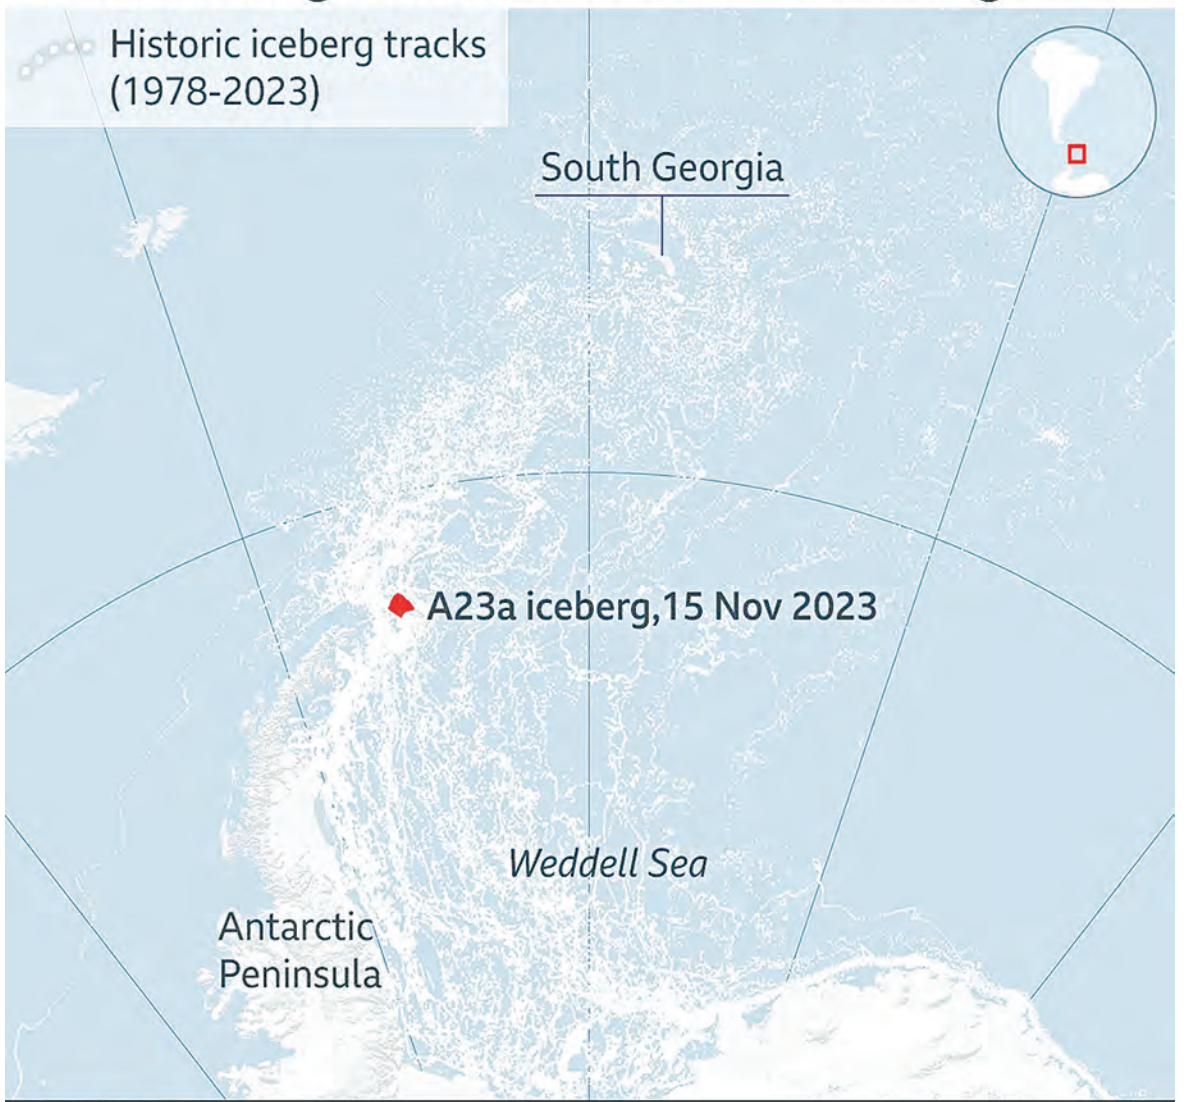 Historic iceberg tracks
(1978-2023)
South Georgia
A23a iceberg,15 Nov 2023
Weddell Sea
Antarctic
Peninsula